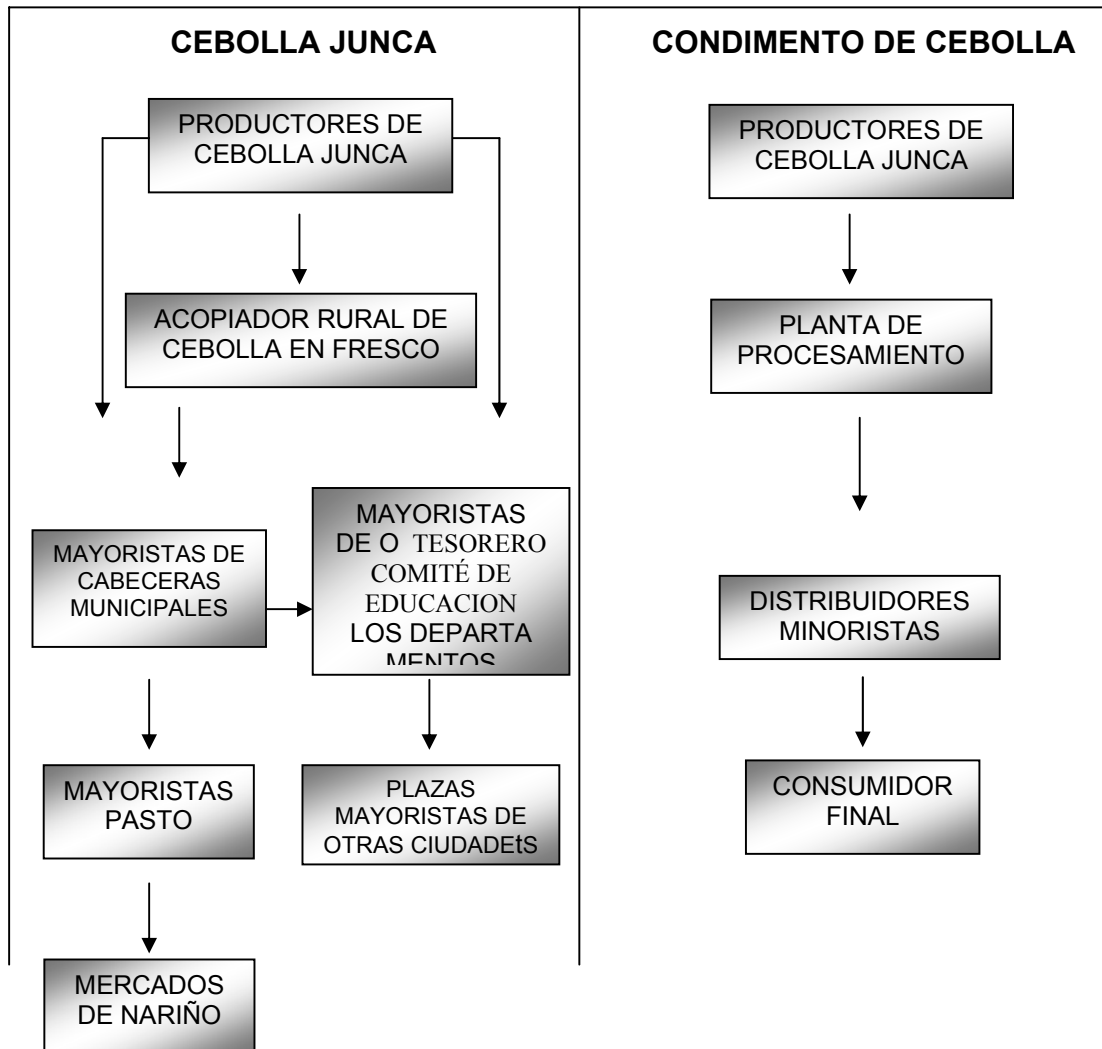 CEBOLLA JUNCA
PRODUCTORES DE
CEBOLLA JUNCA
ACOPIADOR RURAL DE
CEBOLLA EN FRESCO
MAYORISTAS DE
CABECERAS
MUNICIPALES
MAYORISTAS
DE O TESORERO
COMITÉ DE
EDUCACION
LOS DEPARTA
MENTOS
MAYORISTAS
PASTO
PLAZAS
MAYORISTAS DE
OTRAS CIUDADEtS
MERCADOS
DE NARIÑO
CONDIMENTO DE CEBOLLA
PRODUCTORES DE
CEBOLLA JUNCA
PLANTA DE
PROCESAMIENTO
DISTRIBUIDORES
MINORISTAS
CONSUMIDOR
FINAL